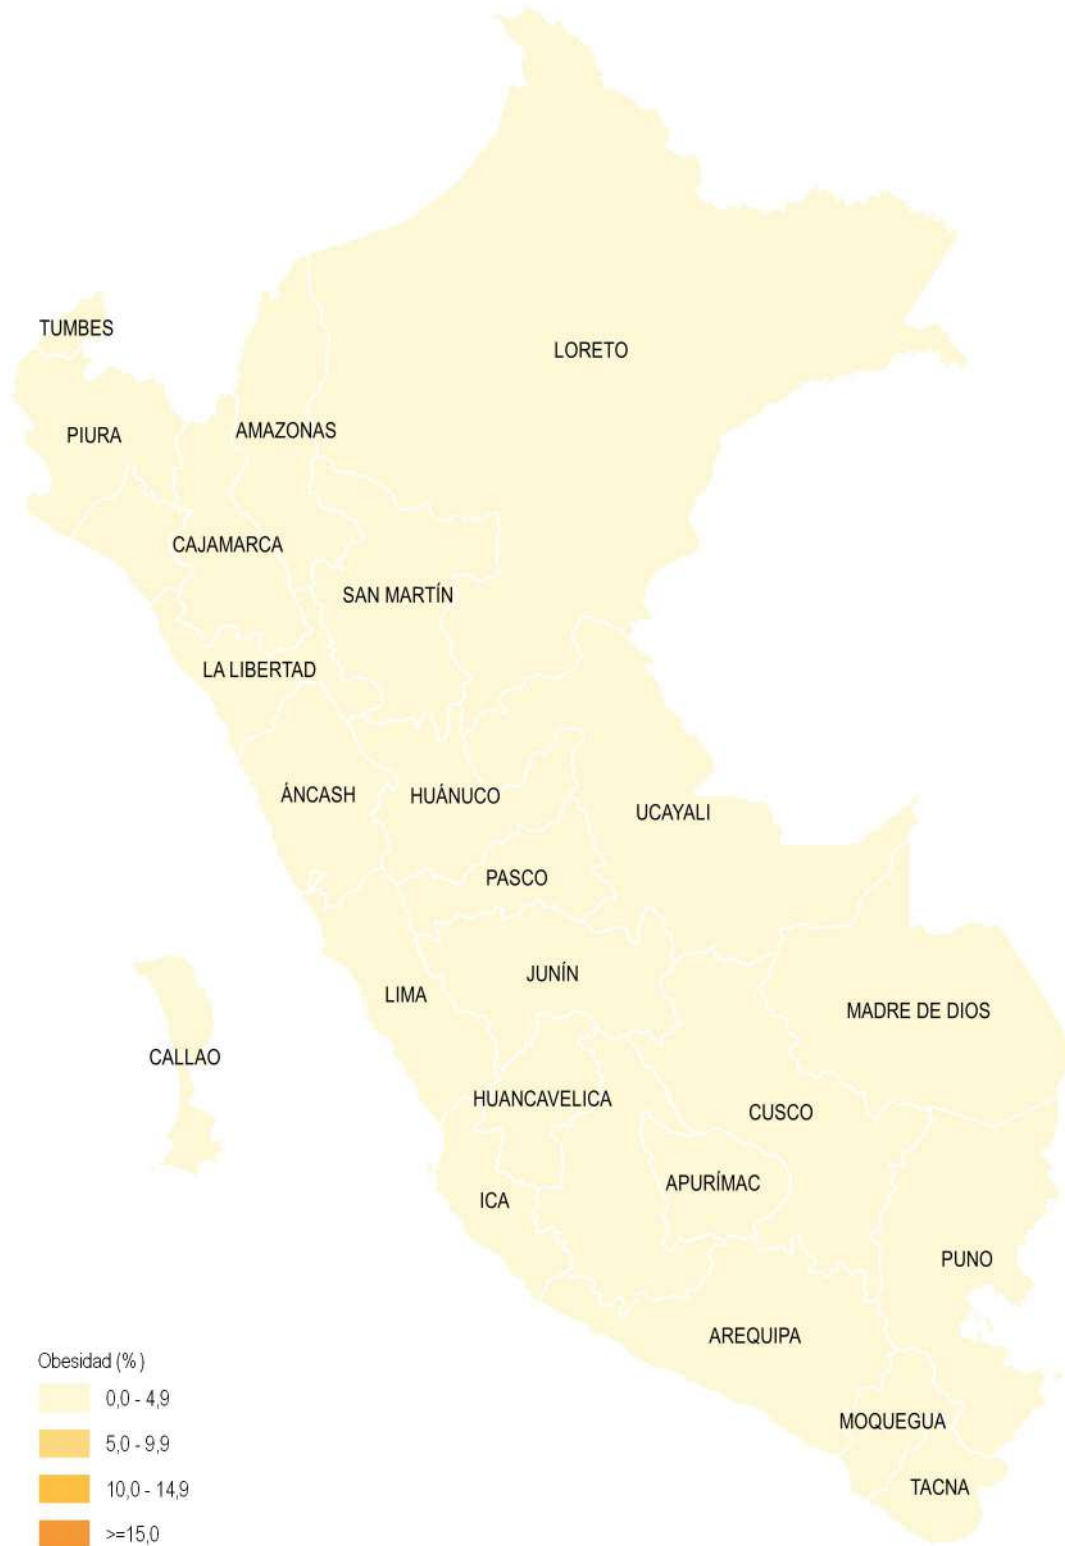 TUMBES
LORETO
PIURA
AMAZONAS
CAJAMARCA
SAN MARTÍN
LA LIBERTAD
ÁNCASH
HUÁNUCO
UCAYALI
PASCO
JUNÍN
LIMA
MADRE DE DIOS
CALLAO
HUANCAVELICA
CUSCO
APURÍMAC
ICA
PUNO
AREQUIPA
MOQUEGUA
TACNA
Obesidad (%)
0,0 - 4,9
5,0 - 9,9
10,0 - 14,9
>=15,0